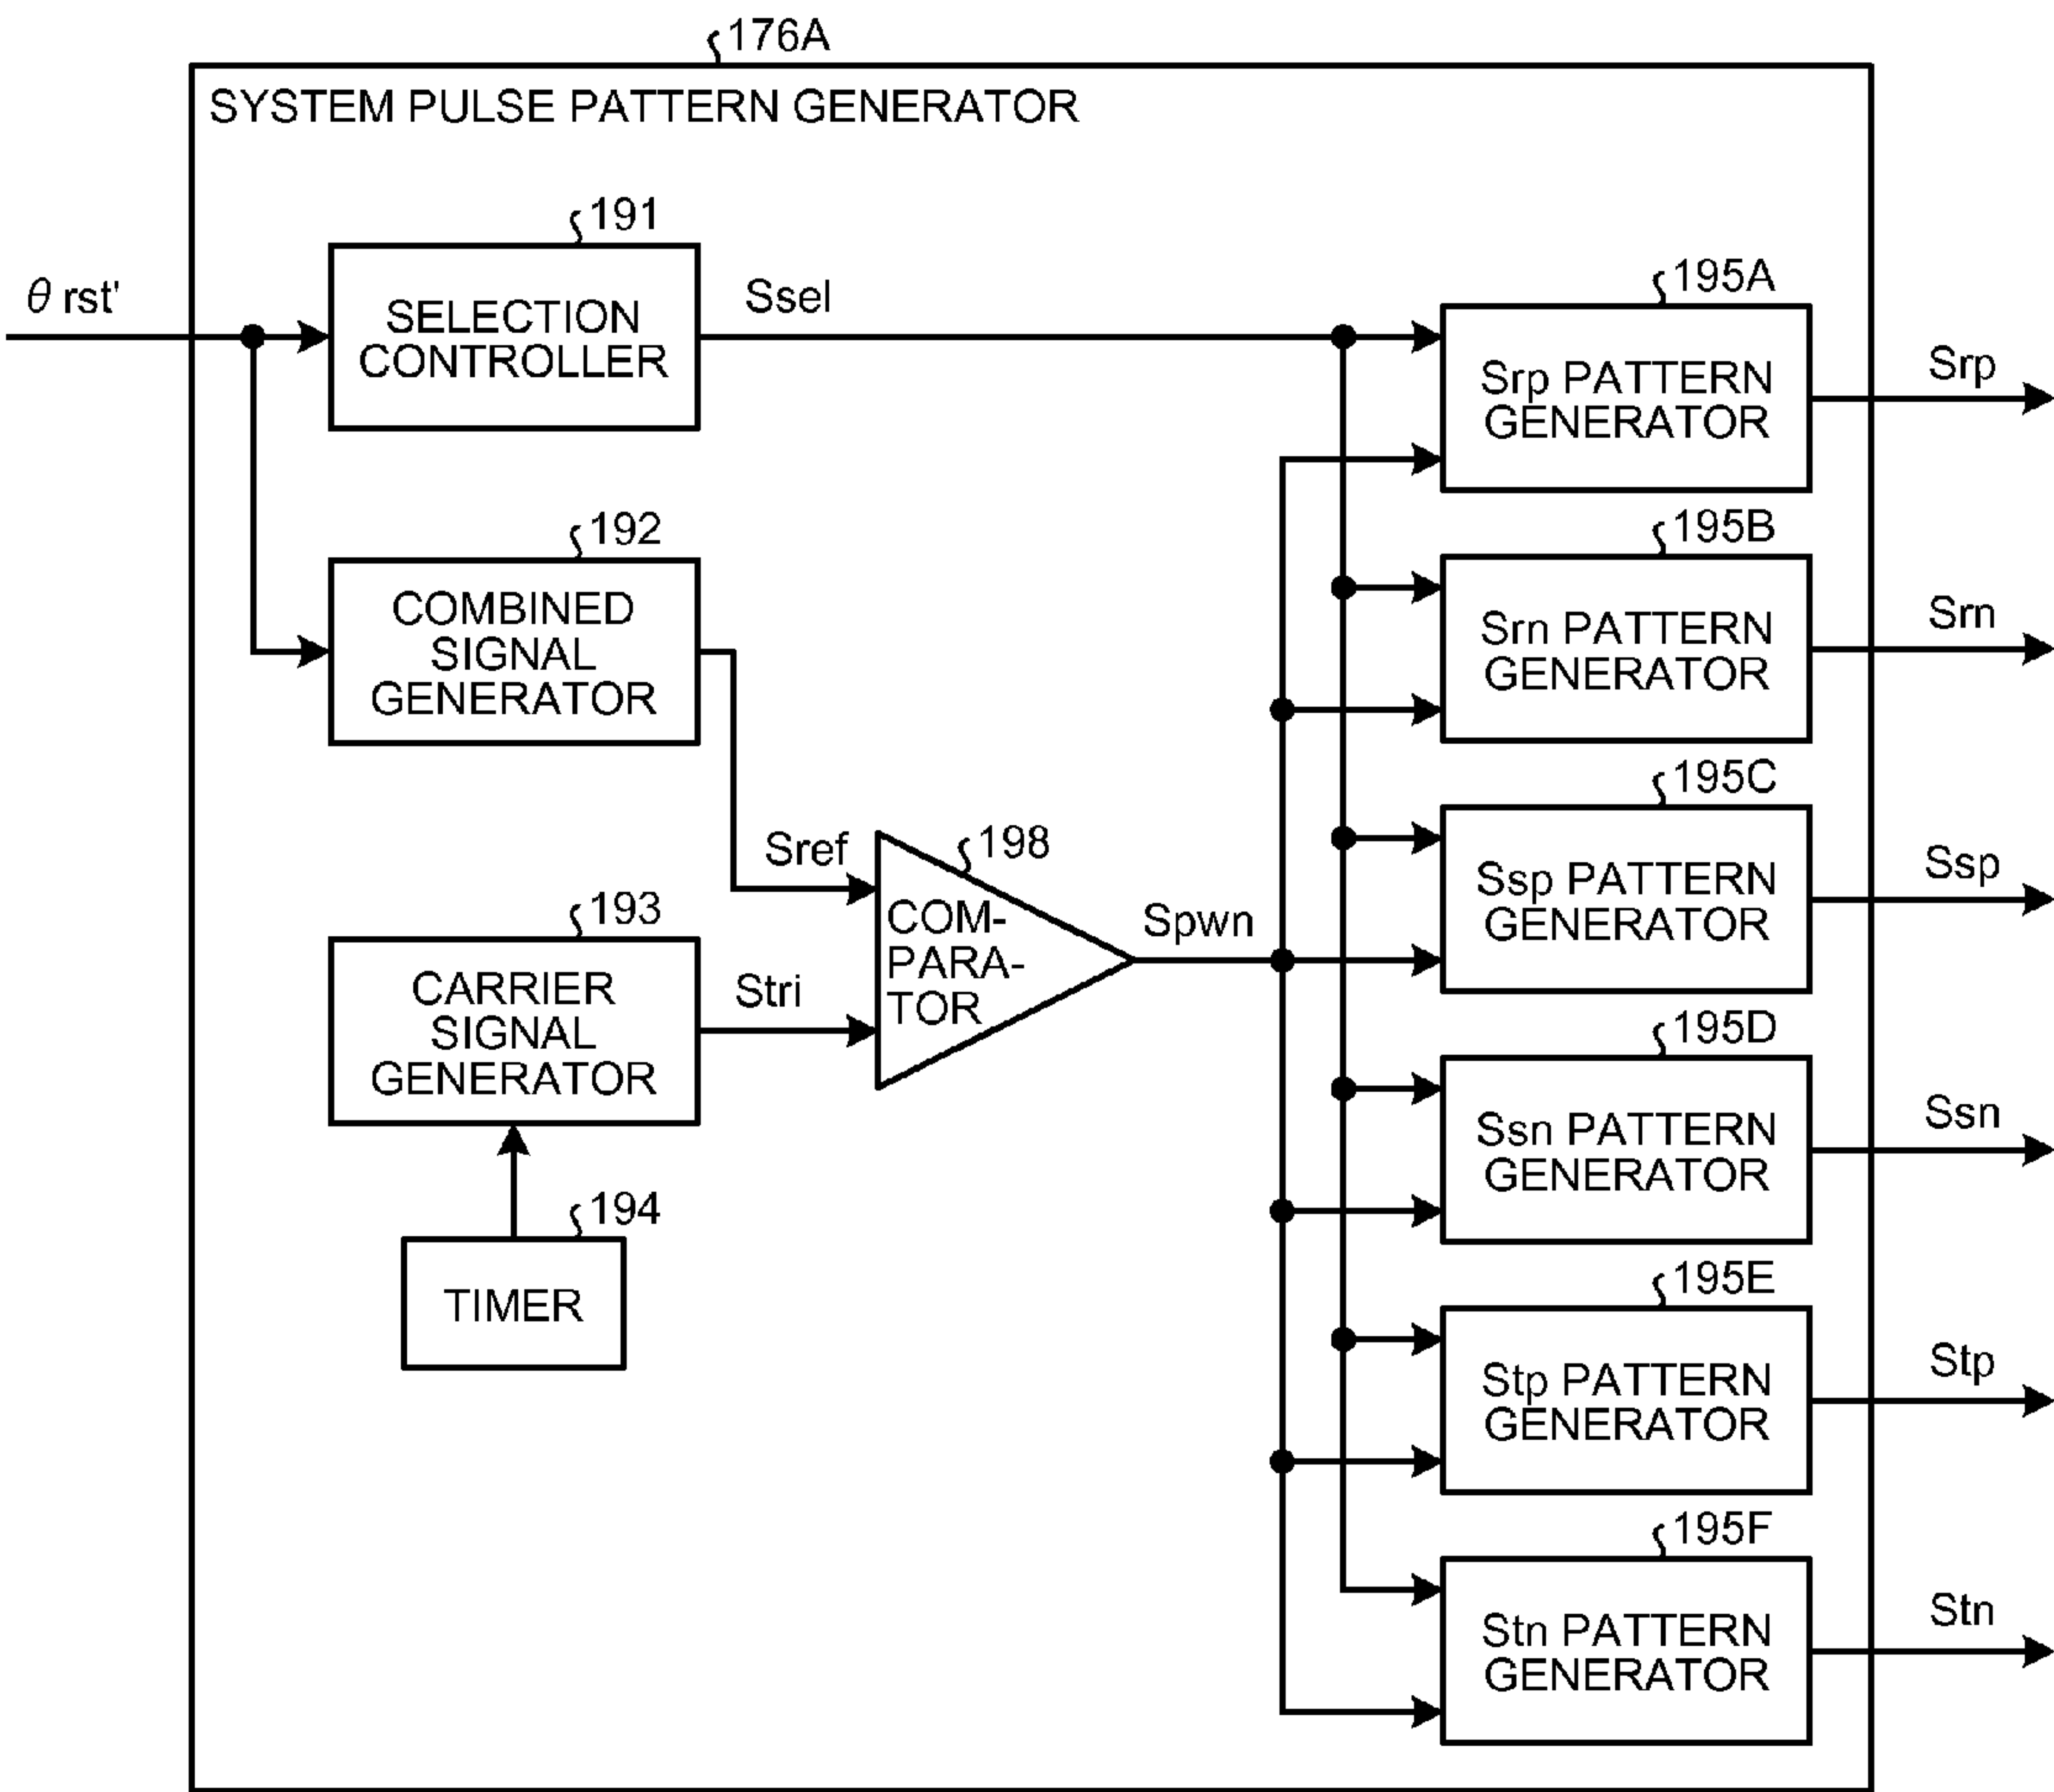 176A
SYSTEM PULSE PATTERN GENERATOR
θrst'
191
SELECTION
CONTROLLER
Ssel
192
COMBINED
SIGNAL
GENERATOR
Sref
193
CARRIER
SIGNAL
GENERATOR
Stri
194
TIMER
198
COM-
PARA-
TOR
Spwn
195A
Srp PATTERN
GENERATOR
Srp
195B
Srn PATTERN
GENERATOR
Srn
195C
Ssp PATTERN
GENERATOR
Ssp
195D
Ssn PATTERN
GENERATOR
Ssn
195E
Stp PATTERN
GENERATOR
Stp
195F
Stn PATTERN
GENERATOR
Stn